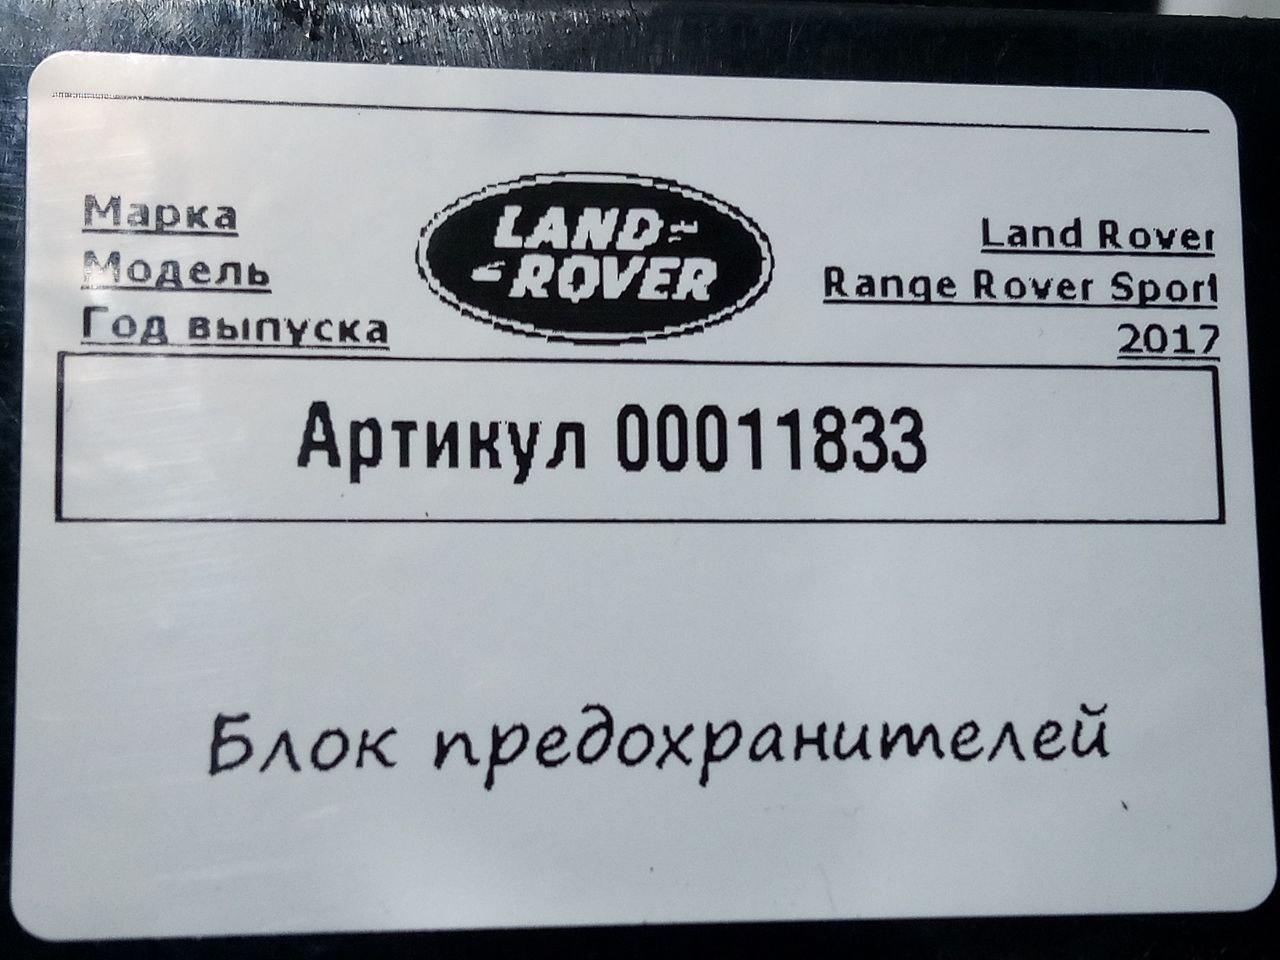 Марка
Модель
Год выпуска
LAND
ROVER
Land Rover
Range Rover Sport
2017
Артикул 00011833
Блок предохранителей